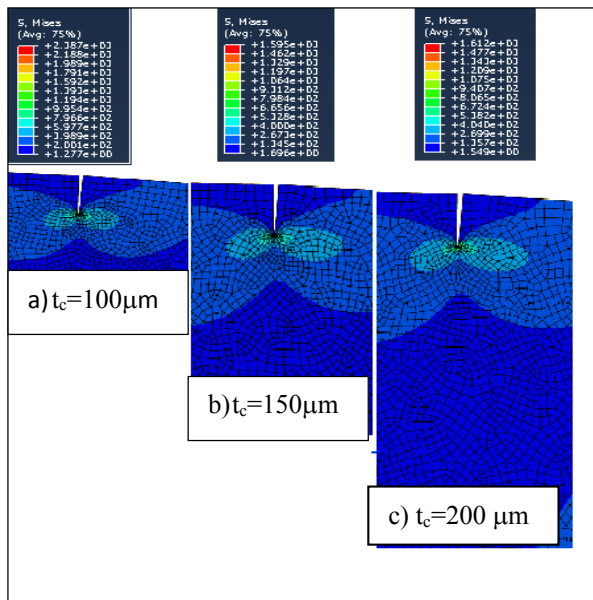 S, Mises
(Avg: 75%)
+2.387e+03
+2.188e+03
+1.989e+03
+1.791e+03
+1.592e+03
+1.393e+03
+1.194e+03
+9.954e+02
+7.966e+02
+5.977e+02
+3.989e+02
+2.001e+02
+1.277e+00
S, Mises
(Avg: 75%)
+1.595e+03
+1.462e+03
+1.329e+03
+1.197e+03
+1.064e+03
+9.312e+02
+7.984e+02
+6.656e+02
+5.328e+02
+4.000e+02
+2.673e+02
+1.345e+02
+1.696e+00
S, Mises
(Avg: 75%)
+1.612e+03
+1.477e+03
+1.343e+03
+1.209e+03
+1.075e+03
+9.407e+02
+8.065e+02
+6.724e+02
+5.382e+02
+4.040e+02
+2.699e+02
+1.357e+02
+1.549e+00
a) tc=100μm
b) tc=150μm
c) tc=200 μm